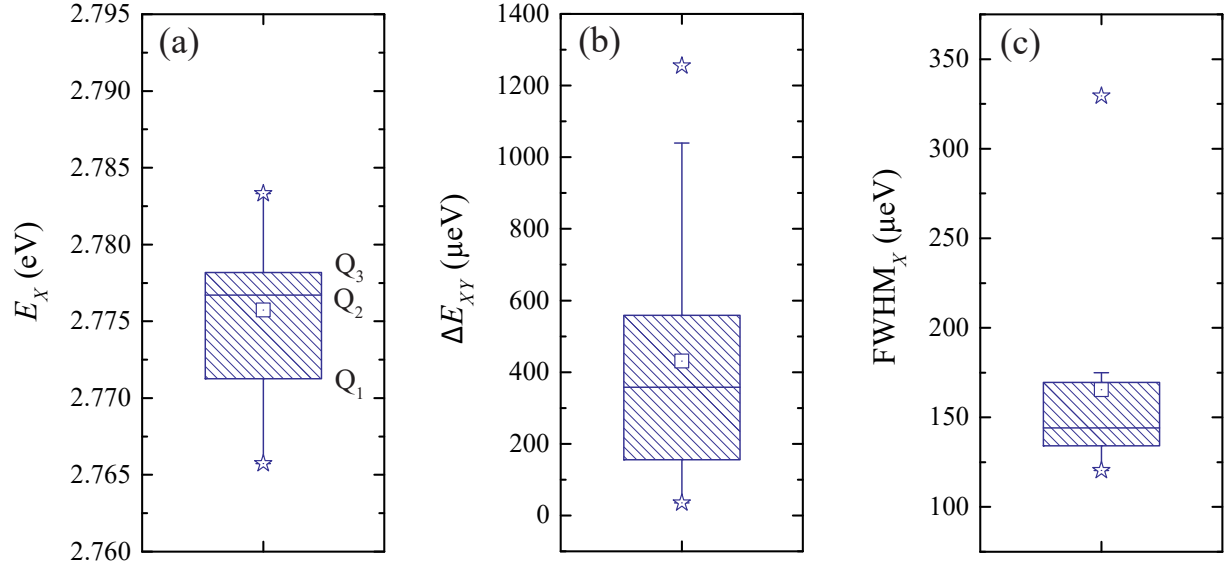 (a)
2.795
2.790
2.785
2.780
2.775
2.770
2.765
2.760
E_X (eV)
Q_3
Q_2
Q_1
(b)
1400
1200
1000
800
600
400
200
0
ΔE_XY (μeV)
(c)
350
300
250
200
150
100
FWHM_X (μeV)